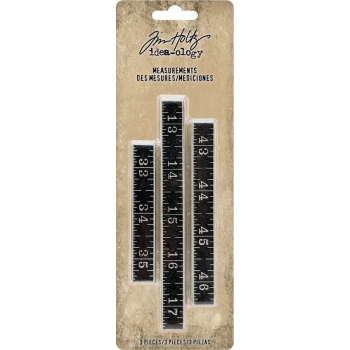 Tim Holtz
idea-ology
MEASUREMENTS
DES MESURES/MEDICIONES
33 34 35
13 14 15 16 17
43 44 45 46
3 PIECES/3 PIÈCES/3 PIEZAS